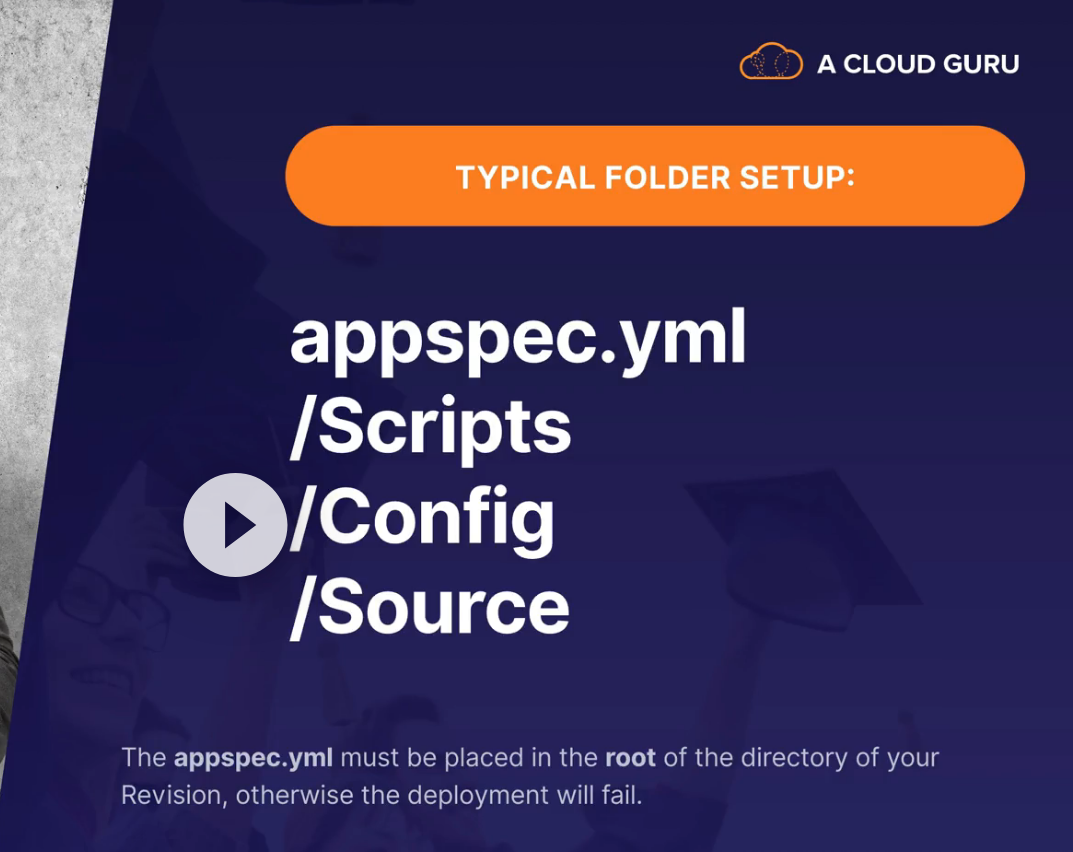 A CLOUD GURU
TYPICAL FOLDER SETUP:
appspec.yml
/Scripts
/Config
/Source
The appspec.yml must be placed in the root of the directory of your
Revision, otherwise the deployment will fail.